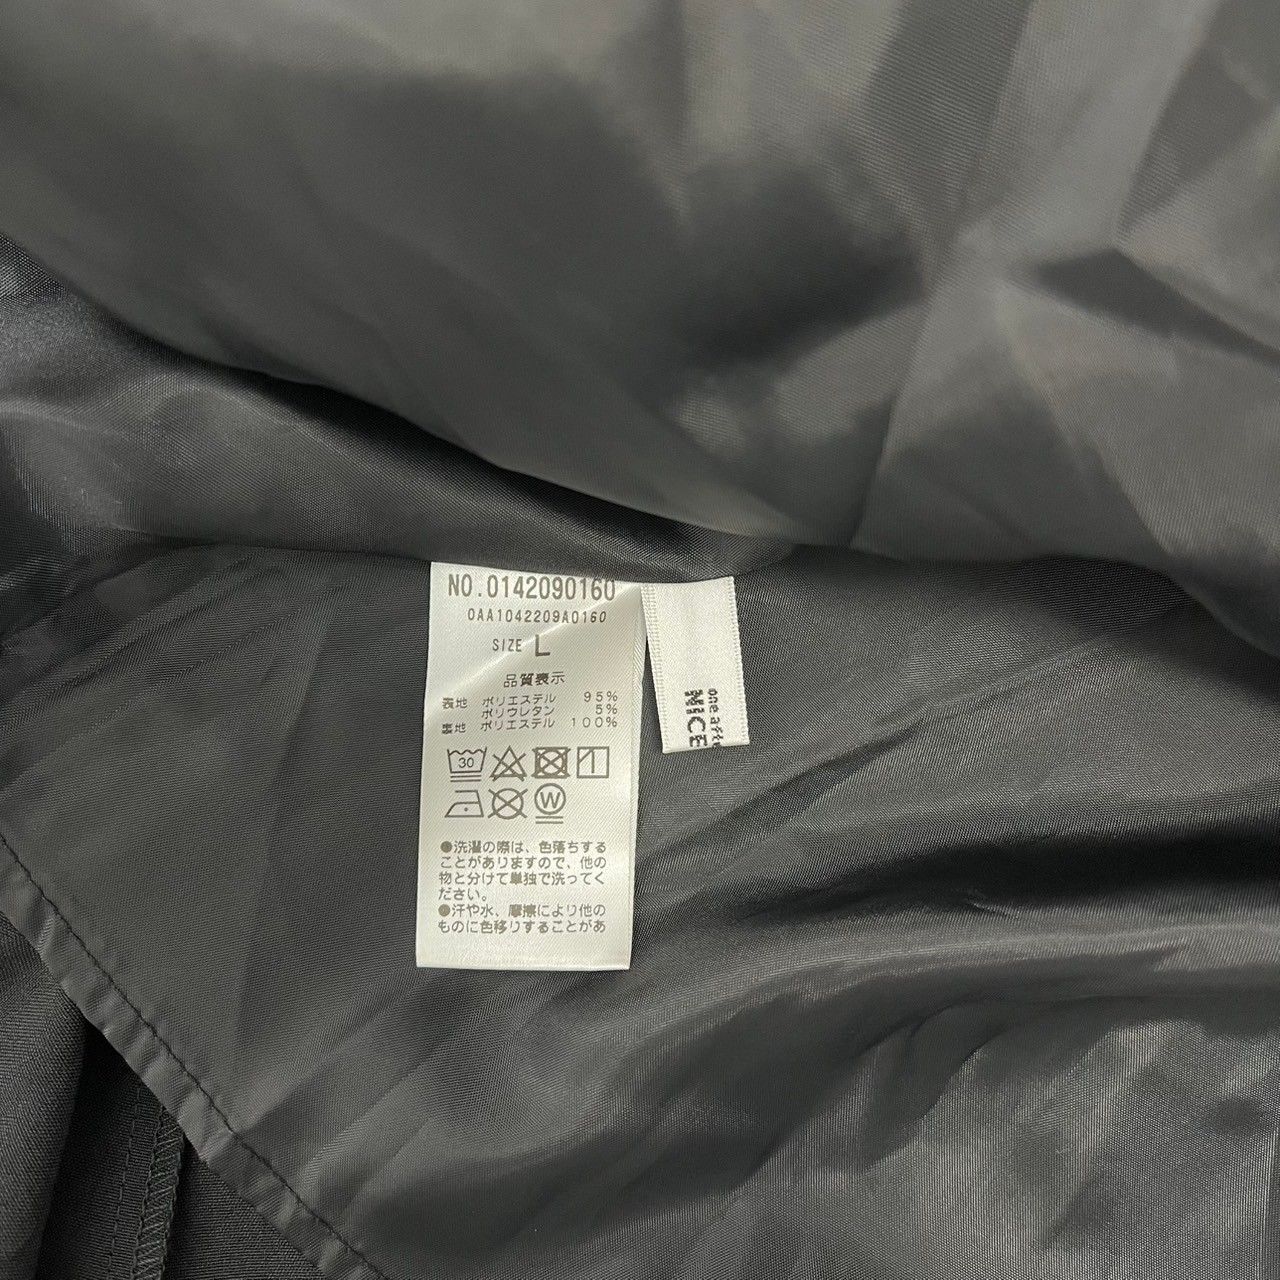 NO.0142090160
0AA1042209A0160
SIZE L
品質表示
表地 ポリエステル 95%
ポリウレタン 5%
裏地 ポリエステル 100%
30
W
●洗濯の際は、色落ちする
ことがありますので、他の
物と分けて単独で洗ってく
ださい。
●汗や水、摩擦により他の
ものに色移りすることがあ
one afte
NICE